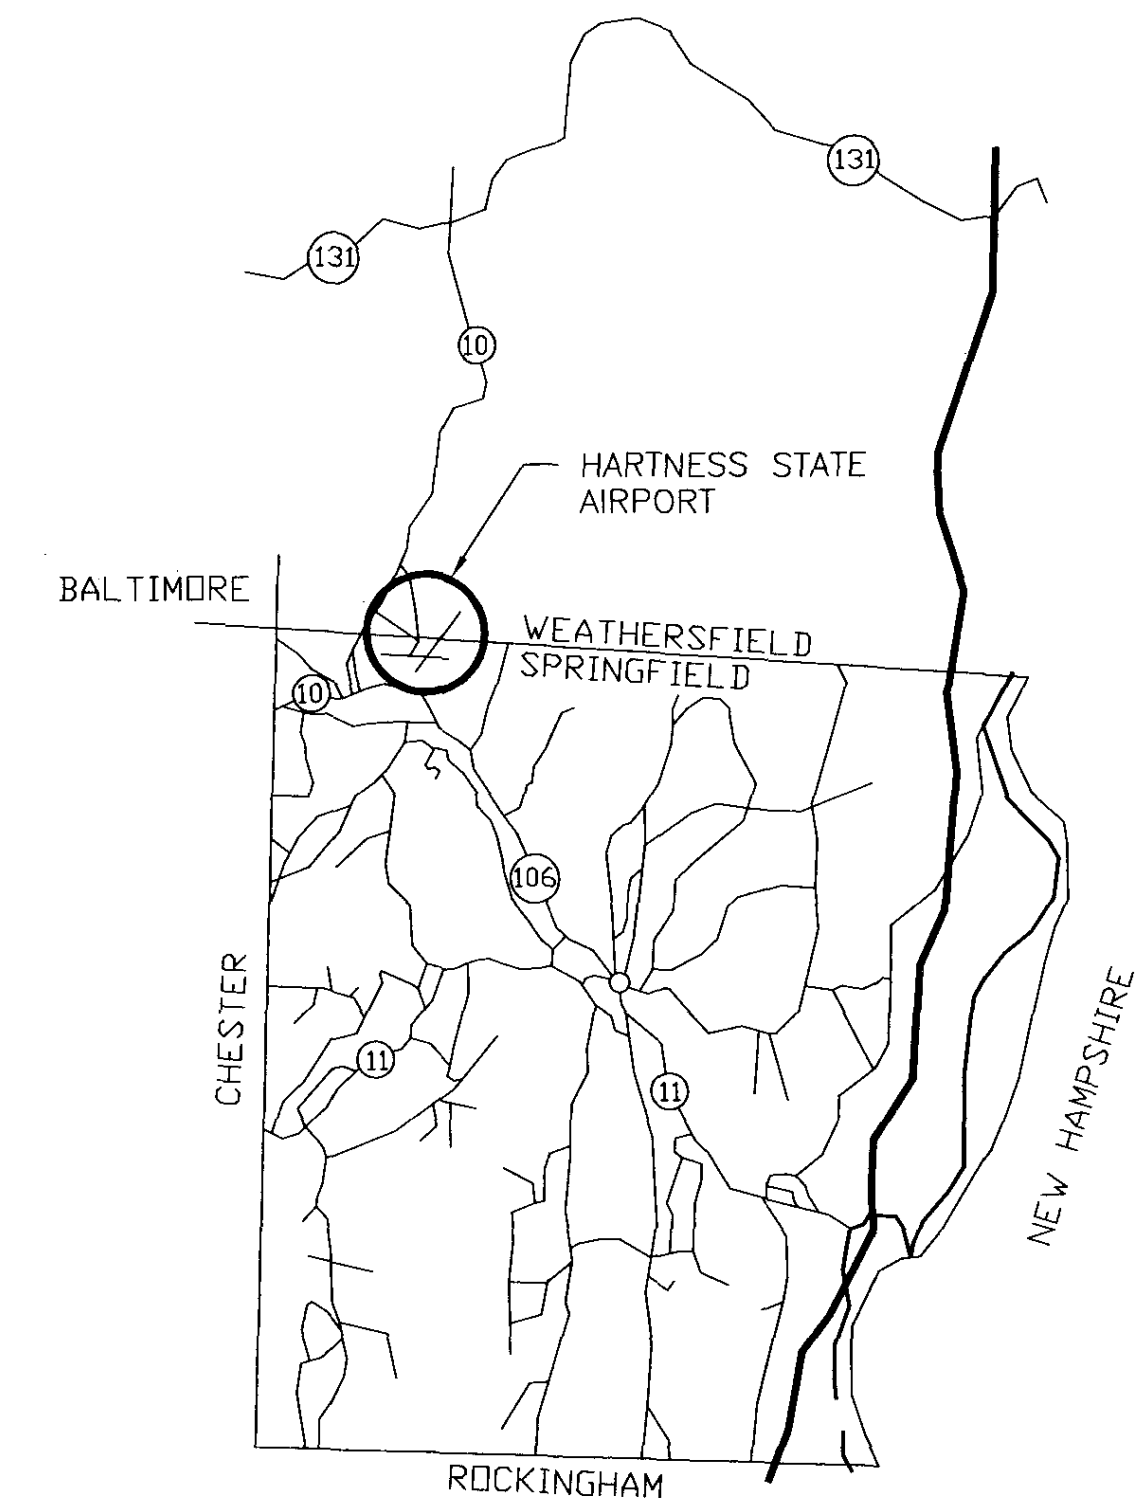 131
131
10
HARTNESS STATE
AIRPORT
BALTIMORE
WEATHERSFIELD
SPRINGFIELD
10
106
CHESTER
NEW HAMPSHIRE
11
11
ROCKINGHAM